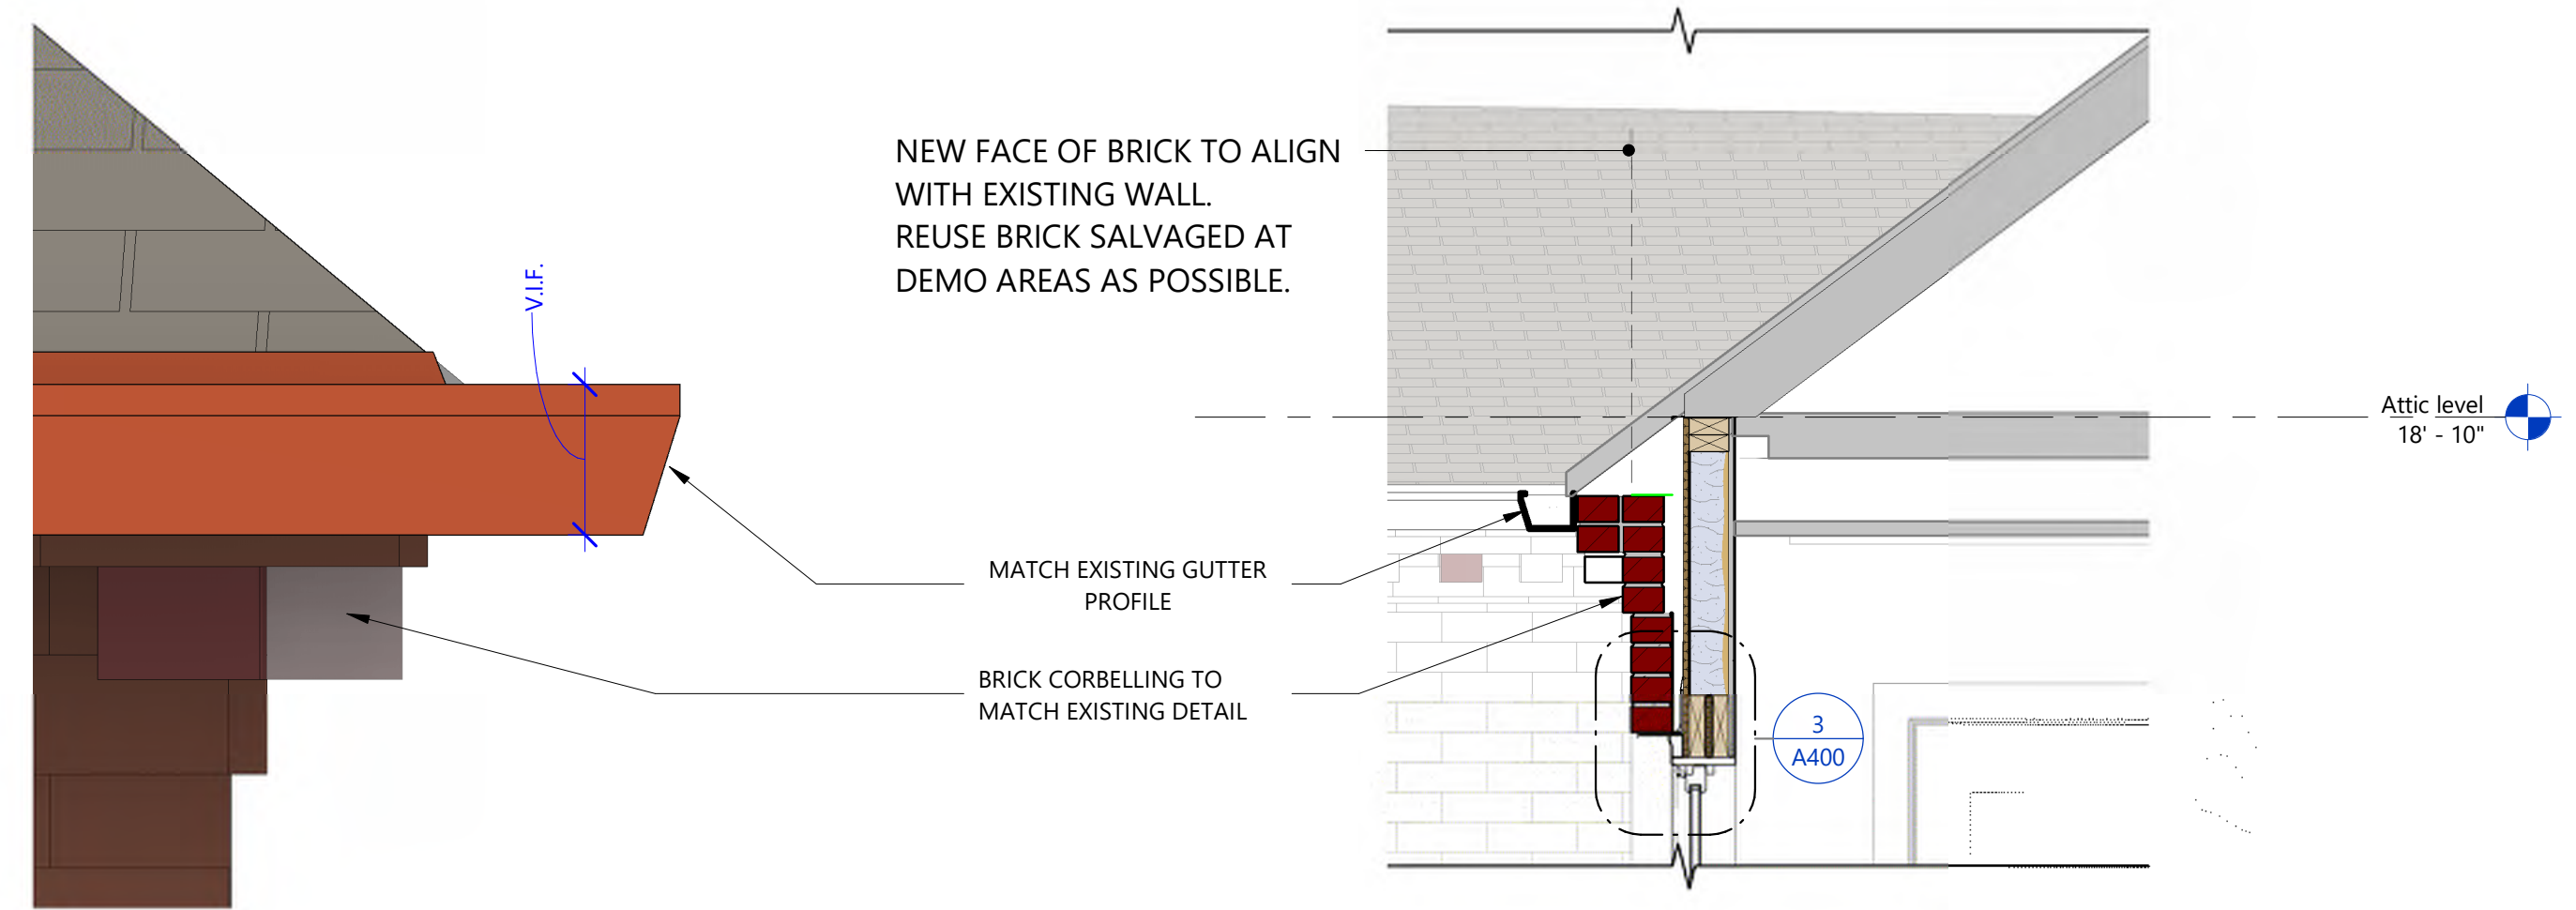 NEW FACE OF BRICK TO ALIGN
WITH EXISTING WALL.
REUSE BRICK SALVAGED AT
DEMO AREAS AS POSSIBLE.
V.I.F.
Attic level
18' - 10"
MATCH EXISTING GUTTER
PROFILE
BRICK CORBELLING TO
MATCH EXISTING DETAIL
3
A400